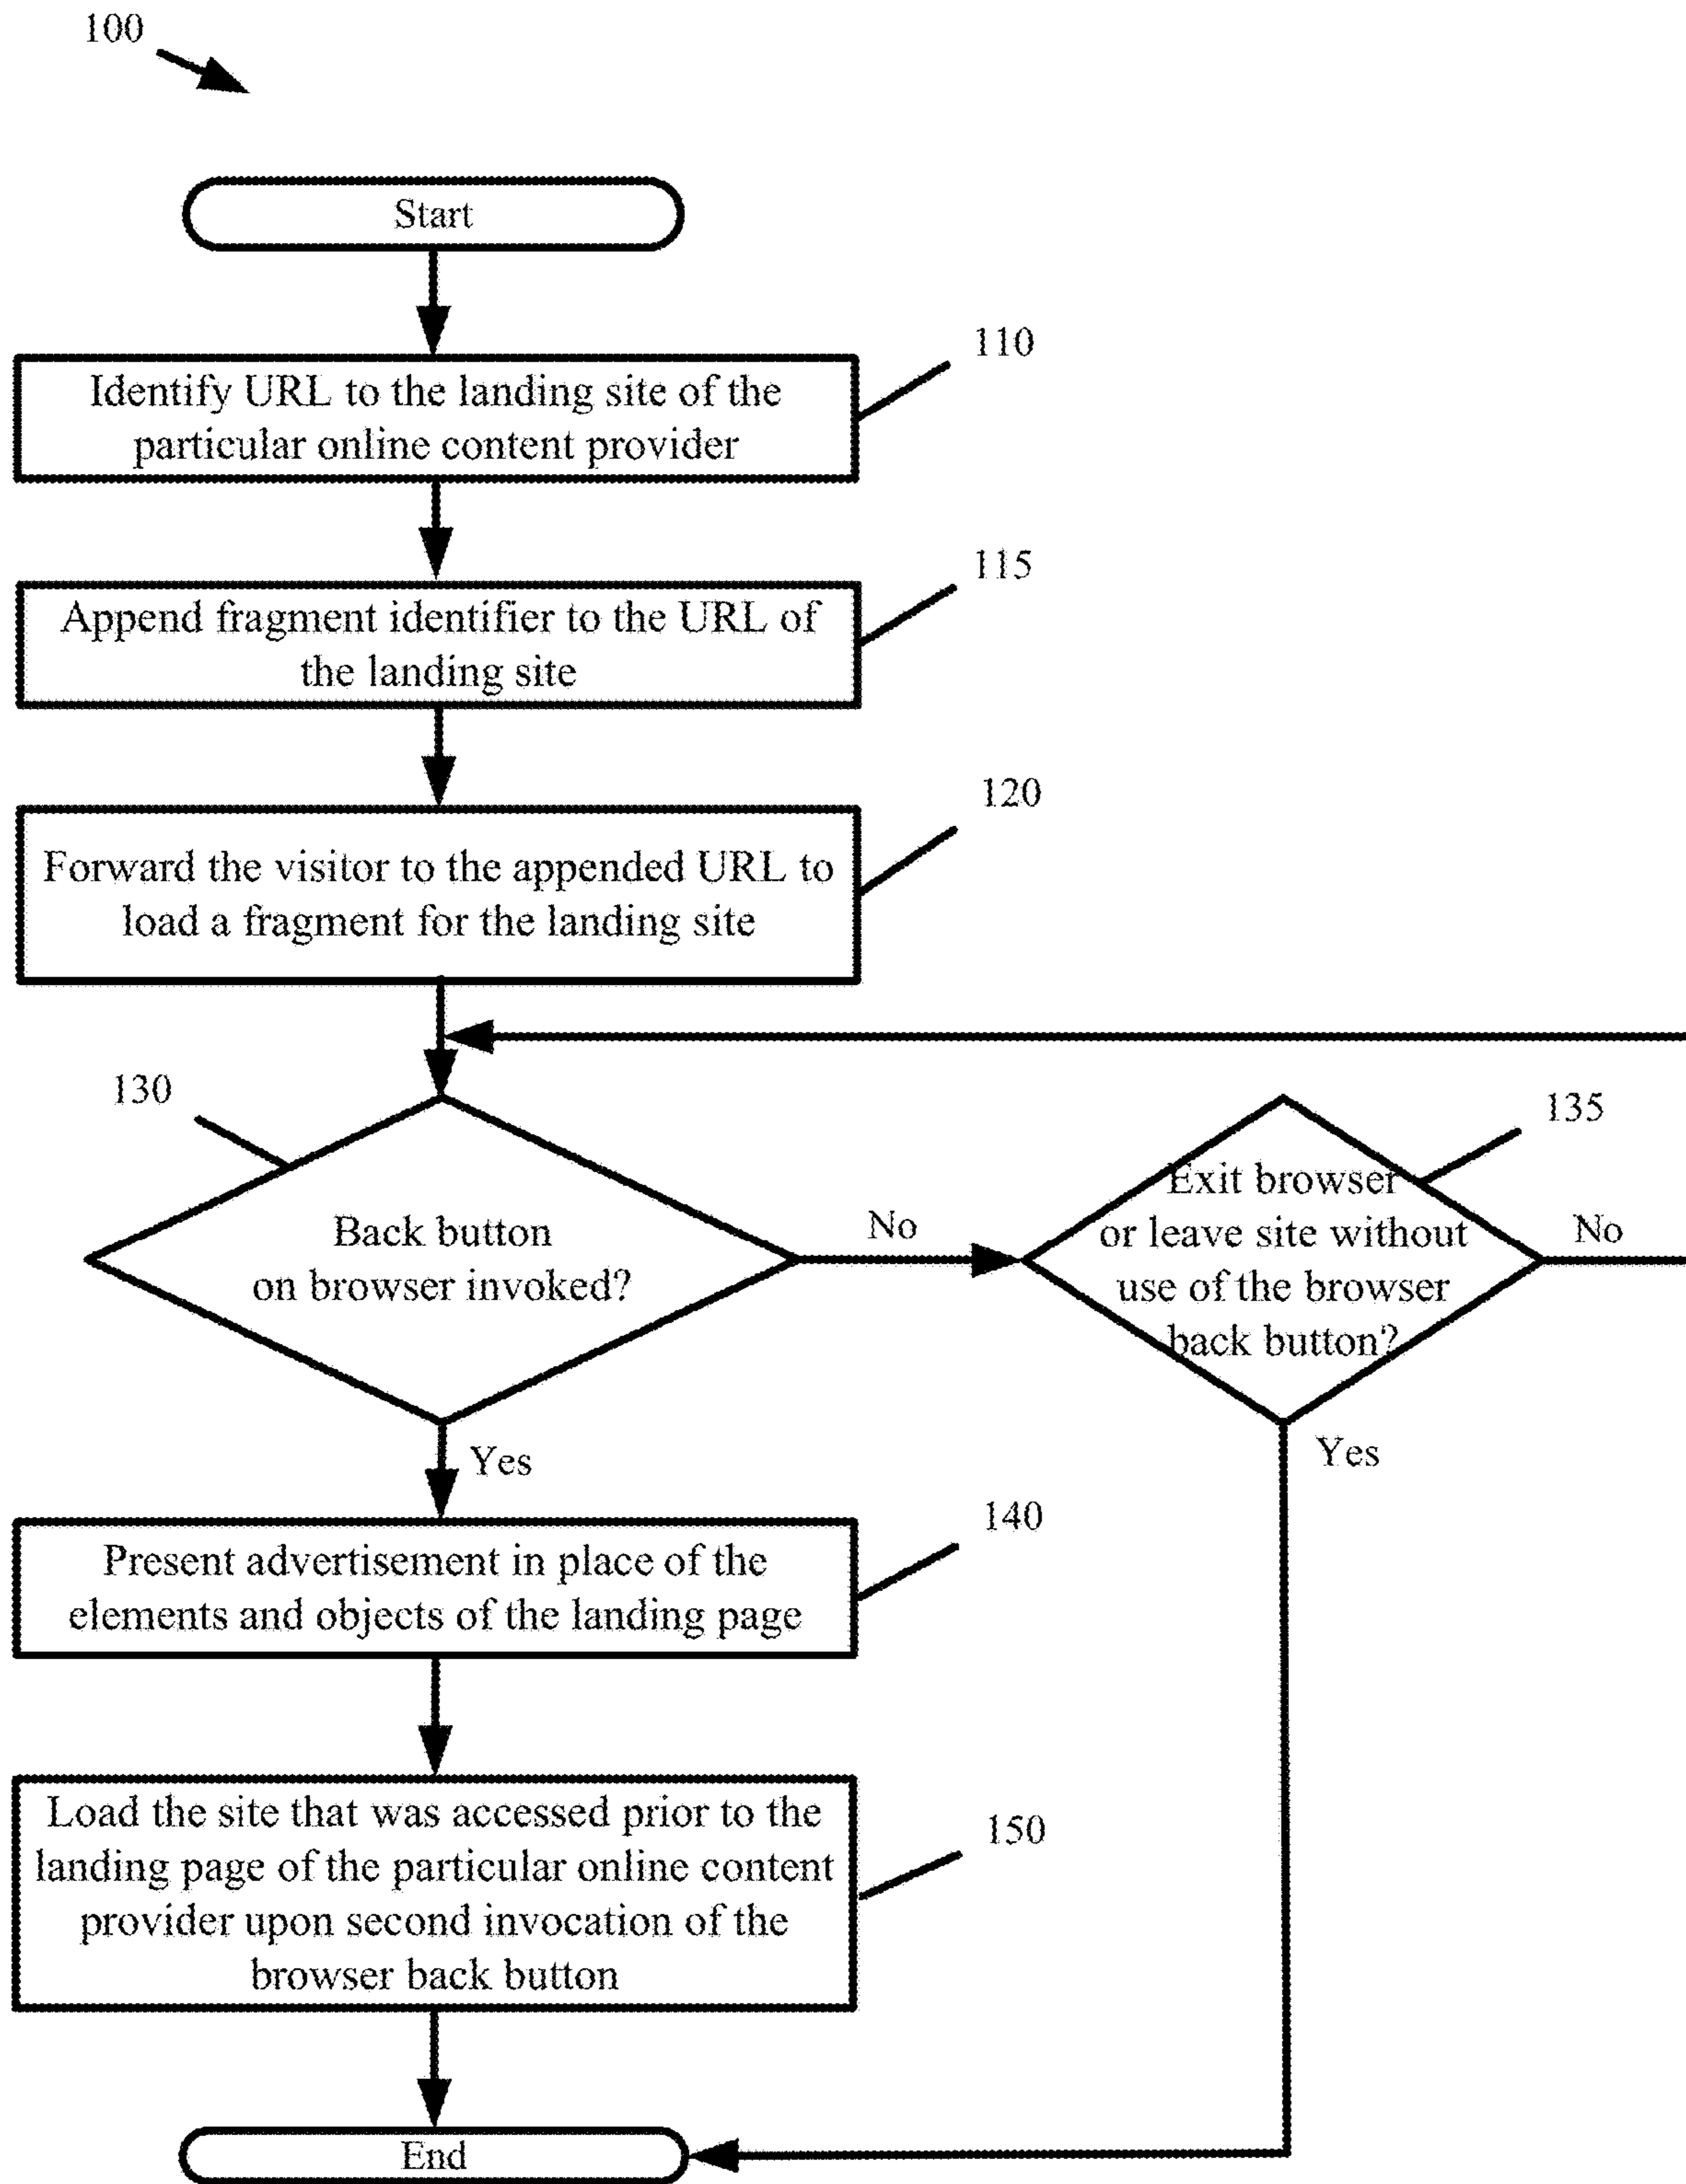 100
Start
110
Identify URL to the landing site of the
particular online content provider
115
Append fragment identifier to the URL of
the landing site
120
Forward the visitor to the appended URL to
load a fragment for the landing site
130
Back button
on browser invoked?
No
135
Exit browser
or leave site without
use of the browser
back button?
No
Yes
Yes
140
Present advertisement in place of the
elements and objects of the landing page
150
Load the site that was accessed prior to the
landing page of the particular online content
provider upon second invocation of the
browser back button
End